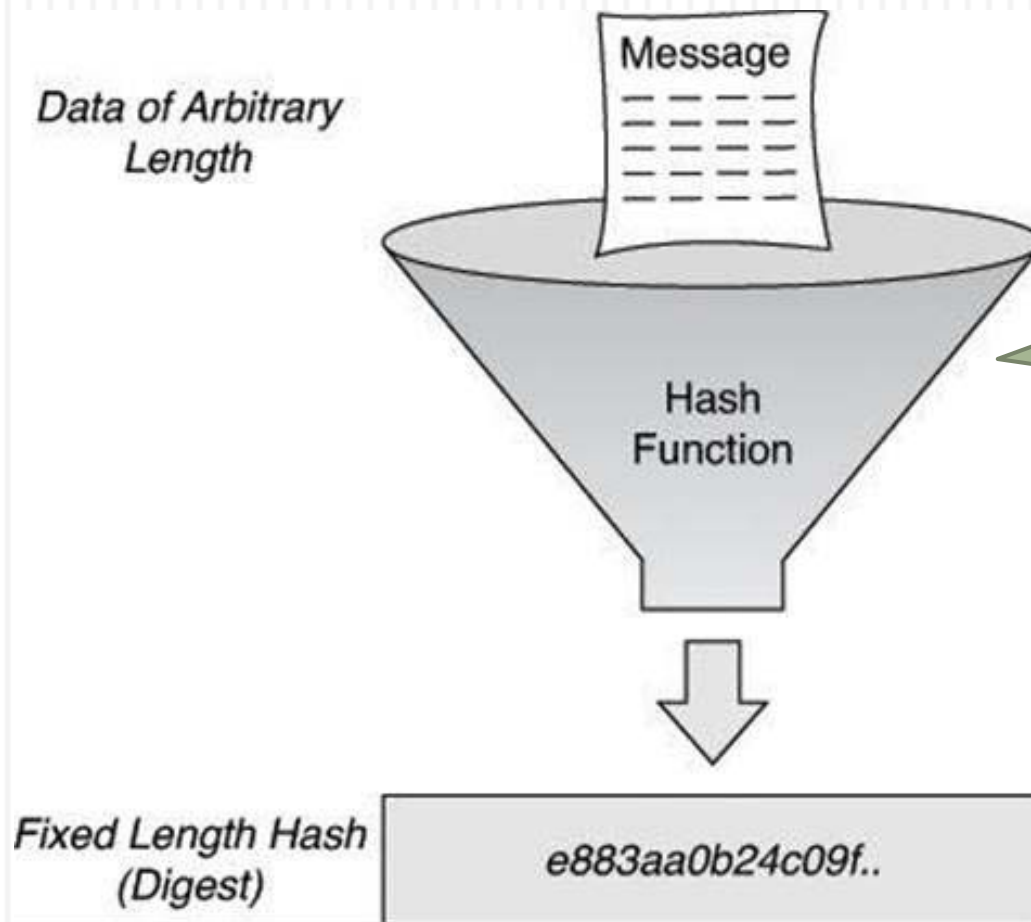 Message
Data of Arbitrary
Length
Hash
Function
Fixed Length Hash
(Digest)
e883aa0b24c09f..